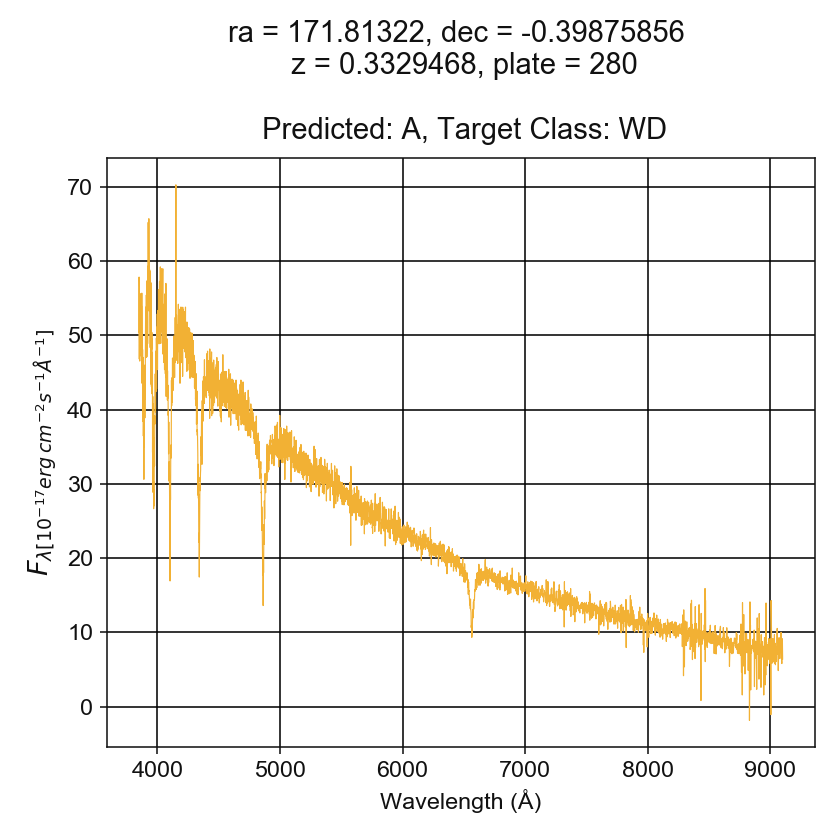 ra = 171.81322, dec = -0.39875856
z = 0.3329468, plate = 280
Predicted: A, Target Class: WD
70
60
50
40
30
20
10
0
F_λ[10^{-17} erg cm^{-2} s^{-1} Å^{-1}]
4000 5000 6000 7000 8000 9000
Wavelength (Å)